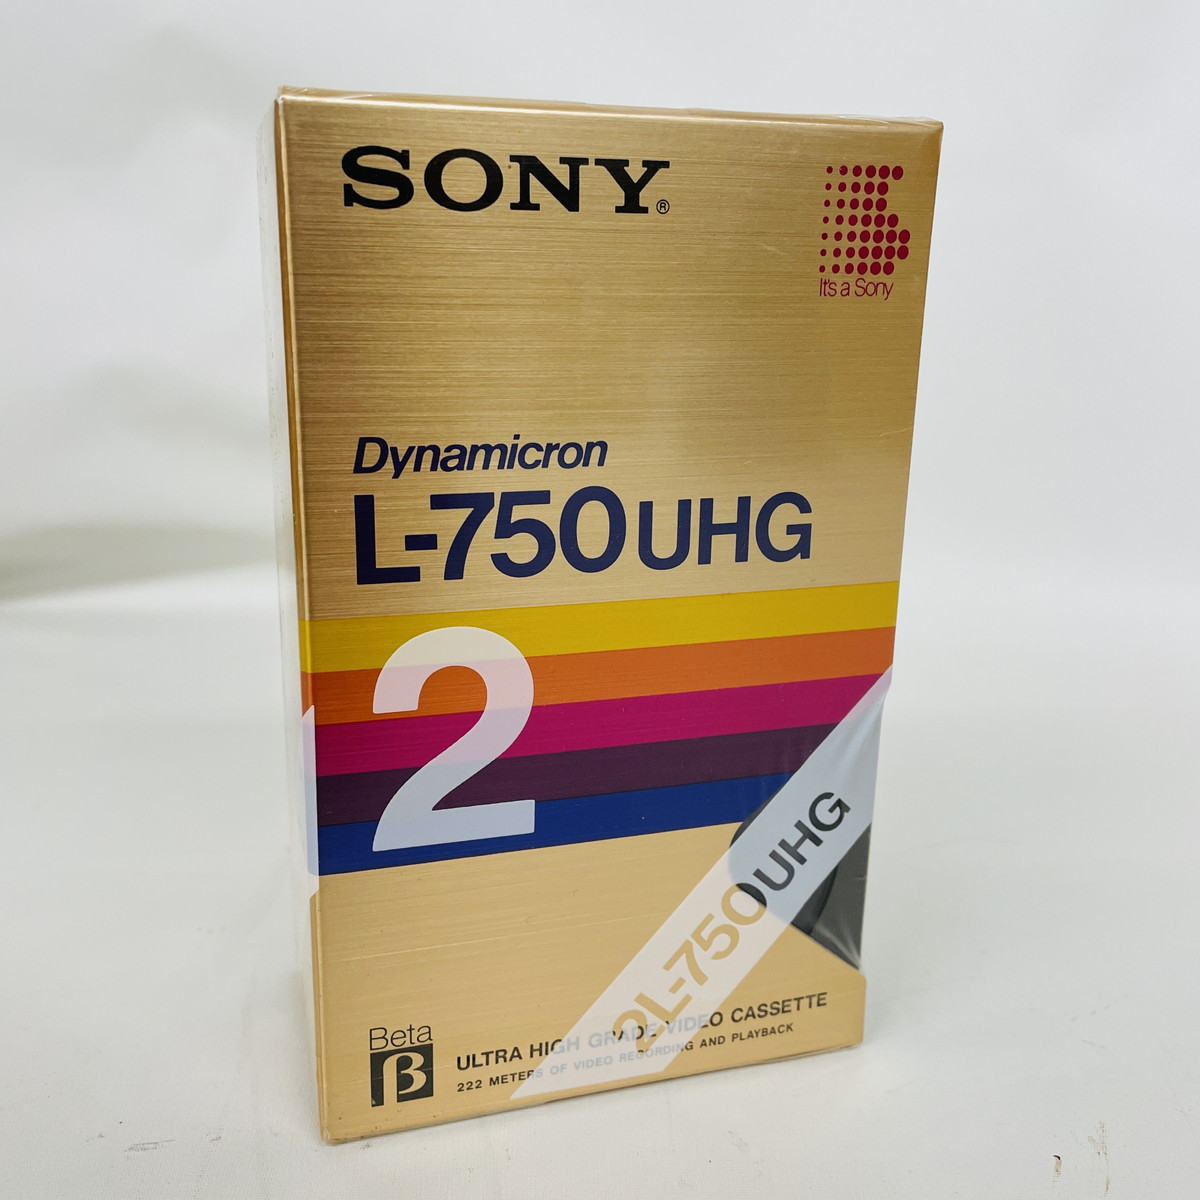 SONY®
It's a Sony
Dynamicron
L-750UHG
2
2L-750UHG
Beta
β
ULTRA HIGH GRADE VIDEO CASSETTE
222 METERS OF VIDEO RECORDING AND PLAYBACK